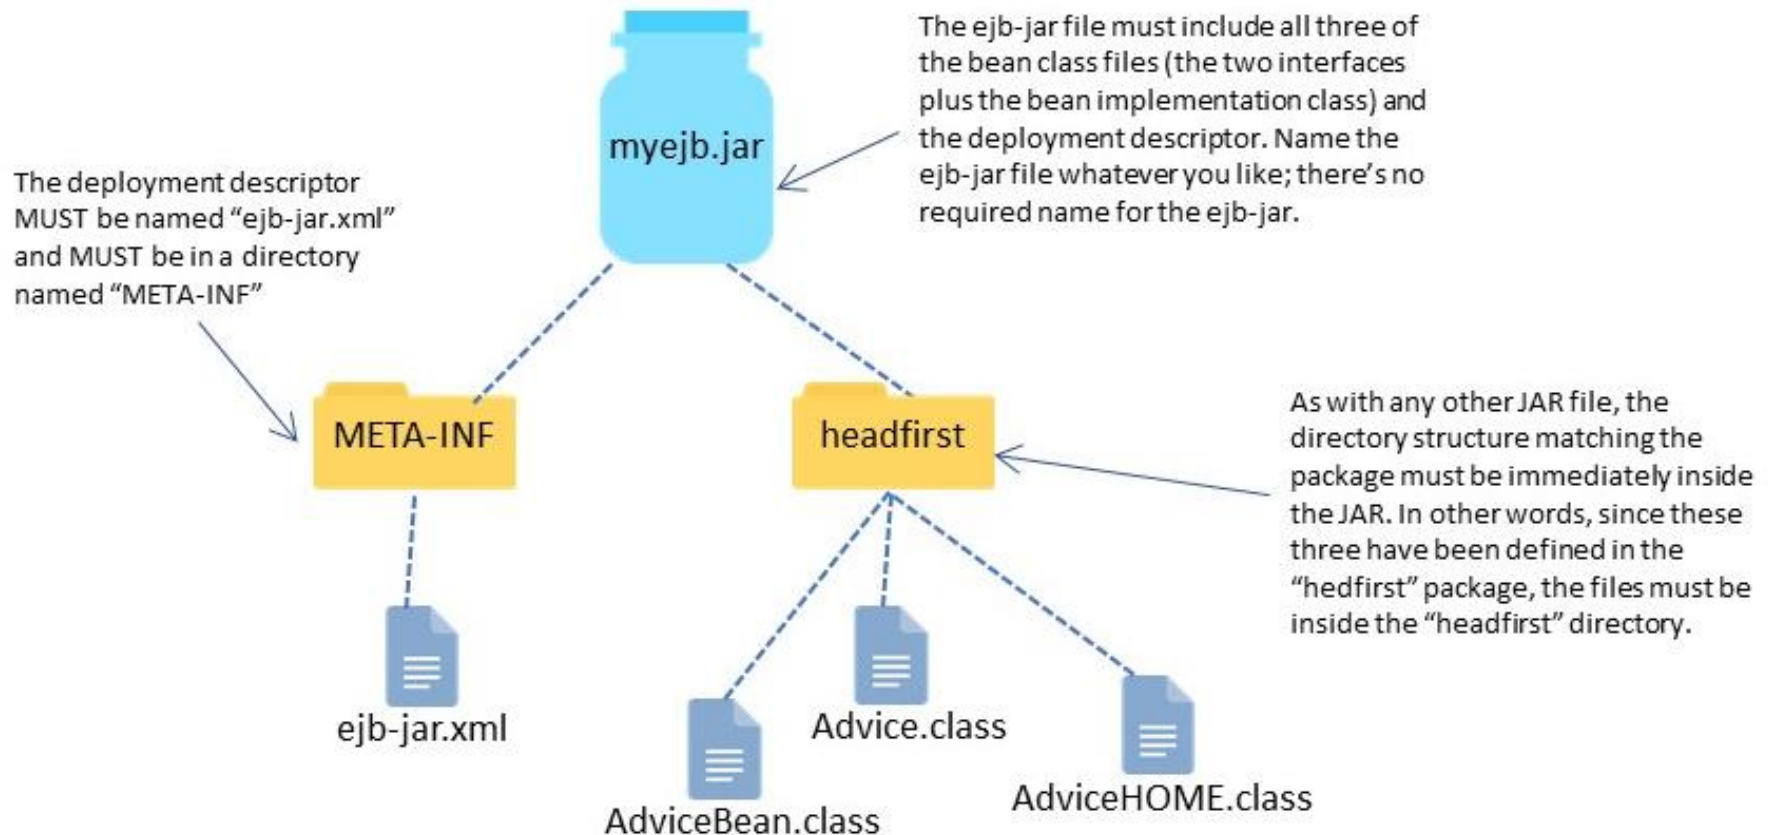 The ejb-jar file must include all three of
the bean class files (the two interfaces
plus the bean implementation class) and
the deployment descriptor. Name the
ejb-jar file whatever you like; there’s no
required name for the ejb-jar.
myejb.jar
The deployment descriptor
MUST be named “ejb-jar.xml”
and MUST be in a directory
named “META-INF”
META-INF
headfirst
As with any other JAR file, the
directory structure matching the
package must be immediately inside
the JAR. In other words, since these
three have been defined in the
“hedfirst” package, the files must be
inside the “headfirst” directory.
ejb-jar.xml
Advice.class
AdviceHOME.class
AdviceBean.class